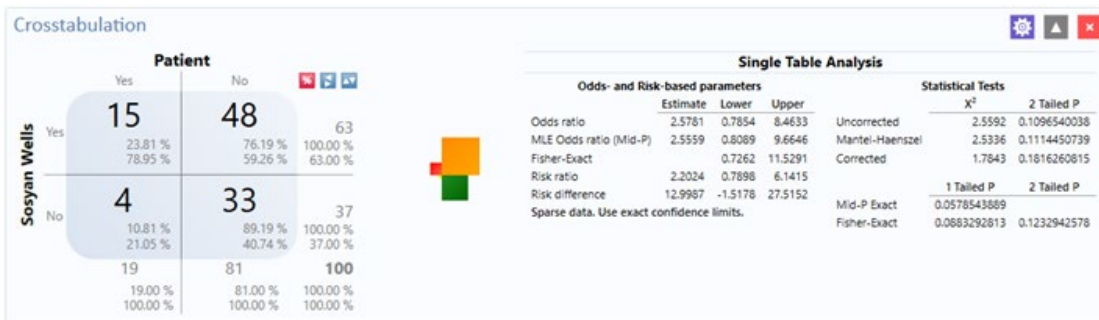 Crosstabulation
Patient
Yes No
Sosyan Wells
Yes 15 48 63
23.81 % 76.19 % 100.00 %
78.95 % 59.26 % 63.00 %
No 4 33 37
10.81 % 89.19 % 100.00 %
21.05 % 40.74 % 37.00 %
19 81 100
19.00 % 81.00 % 100.00 %
100.00 % 100.00 % 100.00 %
Single Table Analysis
Odds- and Risk-based parameters
Estimate Lower Upper
Odds ratio 2.5781 0.7854 8.4633
MLE Odds ratio (Mid-P) 2.5559 0.8089 9.6646
Fisher-Exact 0.7262 11.5291
Risk ratio 2.2024 0.7898 6.1415
Risk difference 12.9987 -1.5178 27.5152
Sparse data. Use exact confidence limits.
Statistical Tests
X² 2 Tailed P
Uncorrected 2.5592 0.1096540038
Mantel-Haenszel 2.5336 0.1114450739
Corrected 1.7843 0.1816260815
1 Tailed P 2 Tailed P
Mid-P Exact 0.0578543889
Fisher-Exact 0.0883292813 0.1232942578